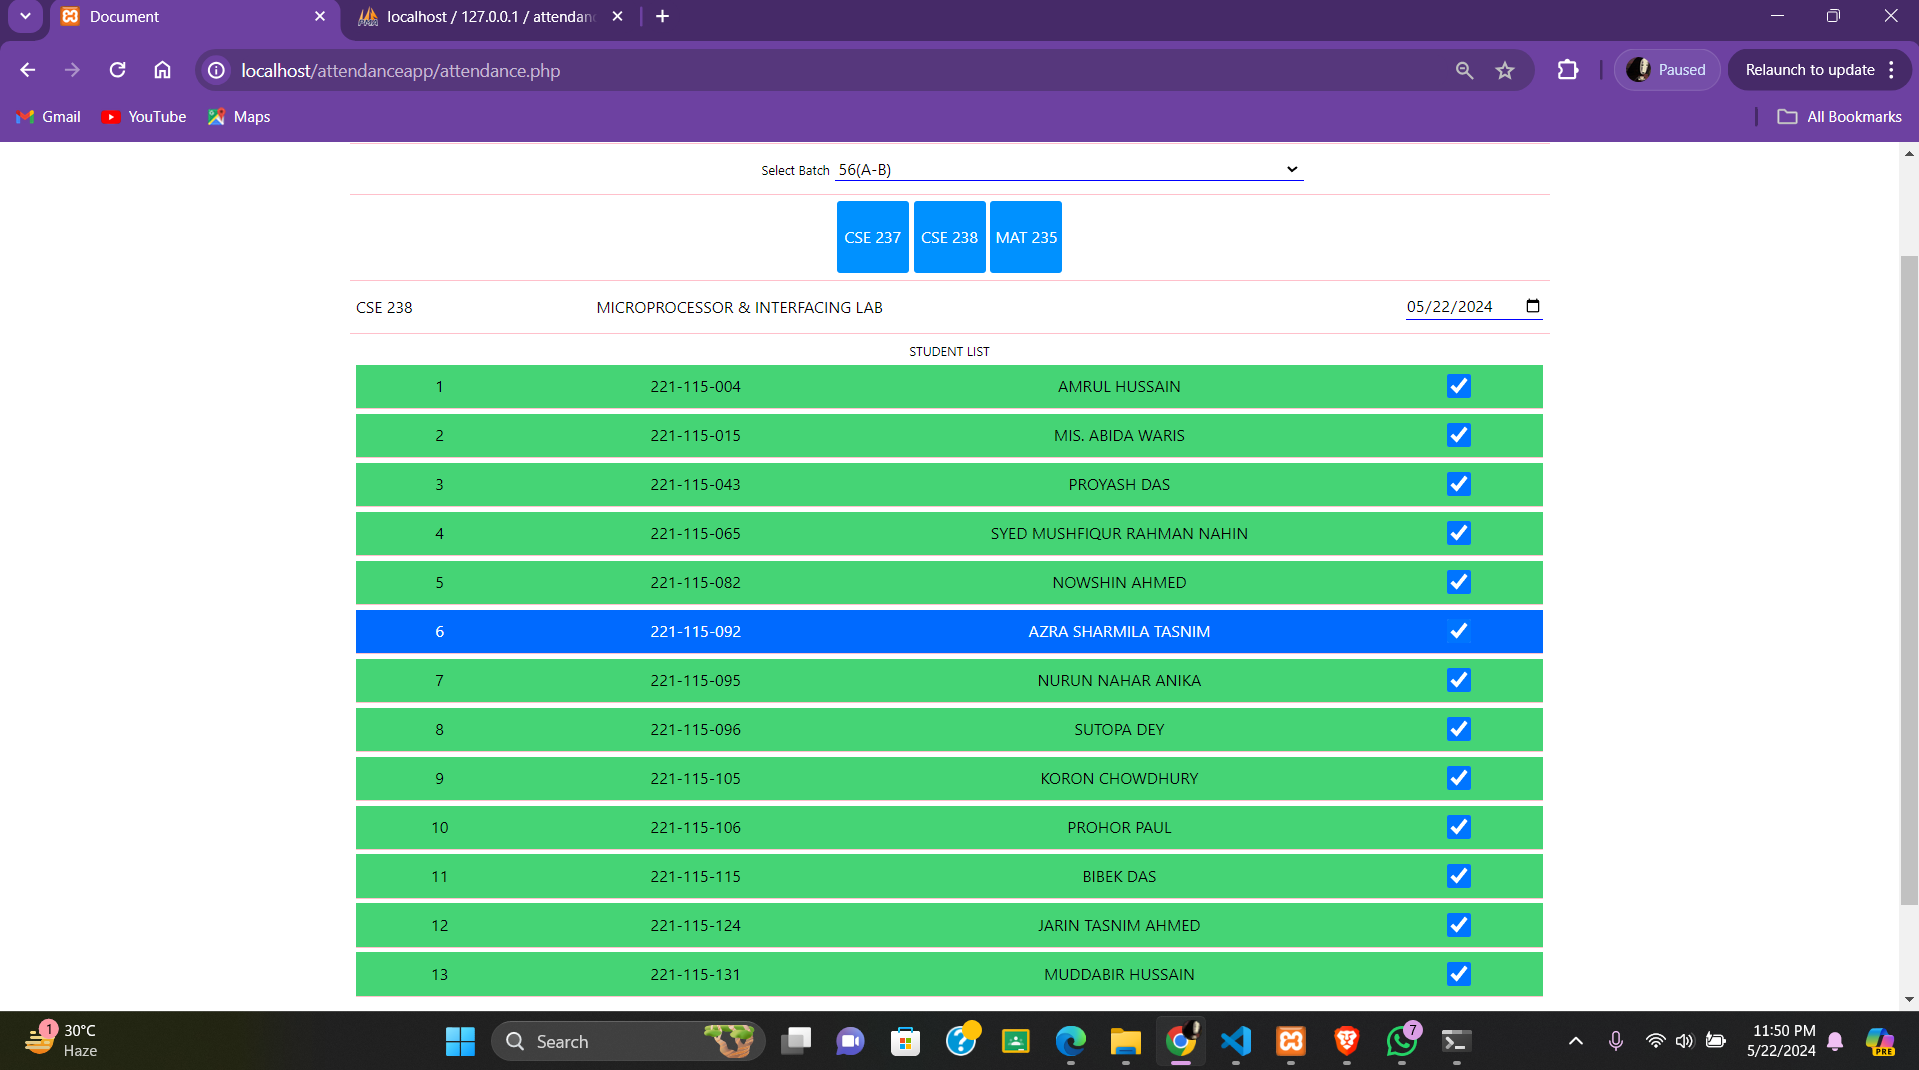 Document
localhost / 127.0.0.1 / attendan
localhost/attendanceapp/attendance.php
Paused
Relaunch to update
Gmail
YouTube
Maps
All Bookmarks
Select Batch 56(A-B)
CSE 237 CSE 238 MAT 235
CSE 238 MICROPROCESSOR & INTERFACING LAB 05/22/2024
STUDENT LIST
1 221-115-004 AMRUL HUSSAIN
2 221-115-015 MIS. ABIDA WARIS
3 221-115-043 PROYASH DAS
4 221-115-065 SYED MUSHFIQUR RAHMAN NAHIN
5 221-115-082 NOWSHIN AHMED
6 221-115-092 AZRA SHARMILA TASNIM
7 221-115-095 NURUN NAHAR ANIKA
8 221-115-096 SUTOPA DEY
9 221-115-105 KORON CHOWDHURY
10 221-115-106 PROHOR PAUL
11 221-115-115 BIBEK DAS
12 221-115-124 JARIN TASNIM AHMED
13 221-115-131 MUDDABIR HUSSAIN
1
30°C
Haze
Search
7
11:50 PM
5/22/2024
PRE